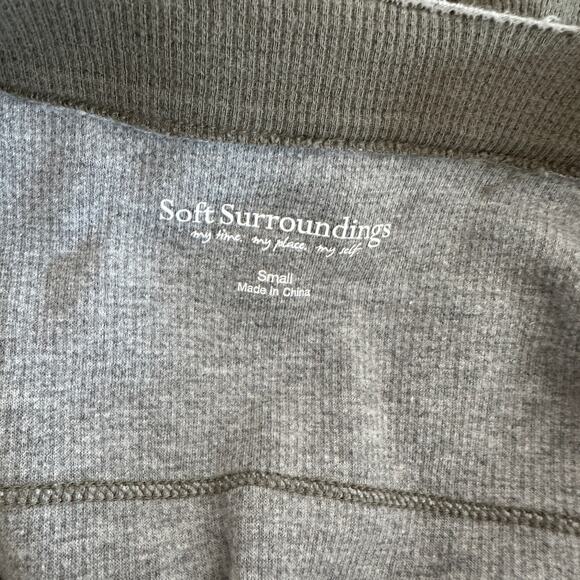 Soft Surroundings
my time. my place. my self.
Small
Made in China